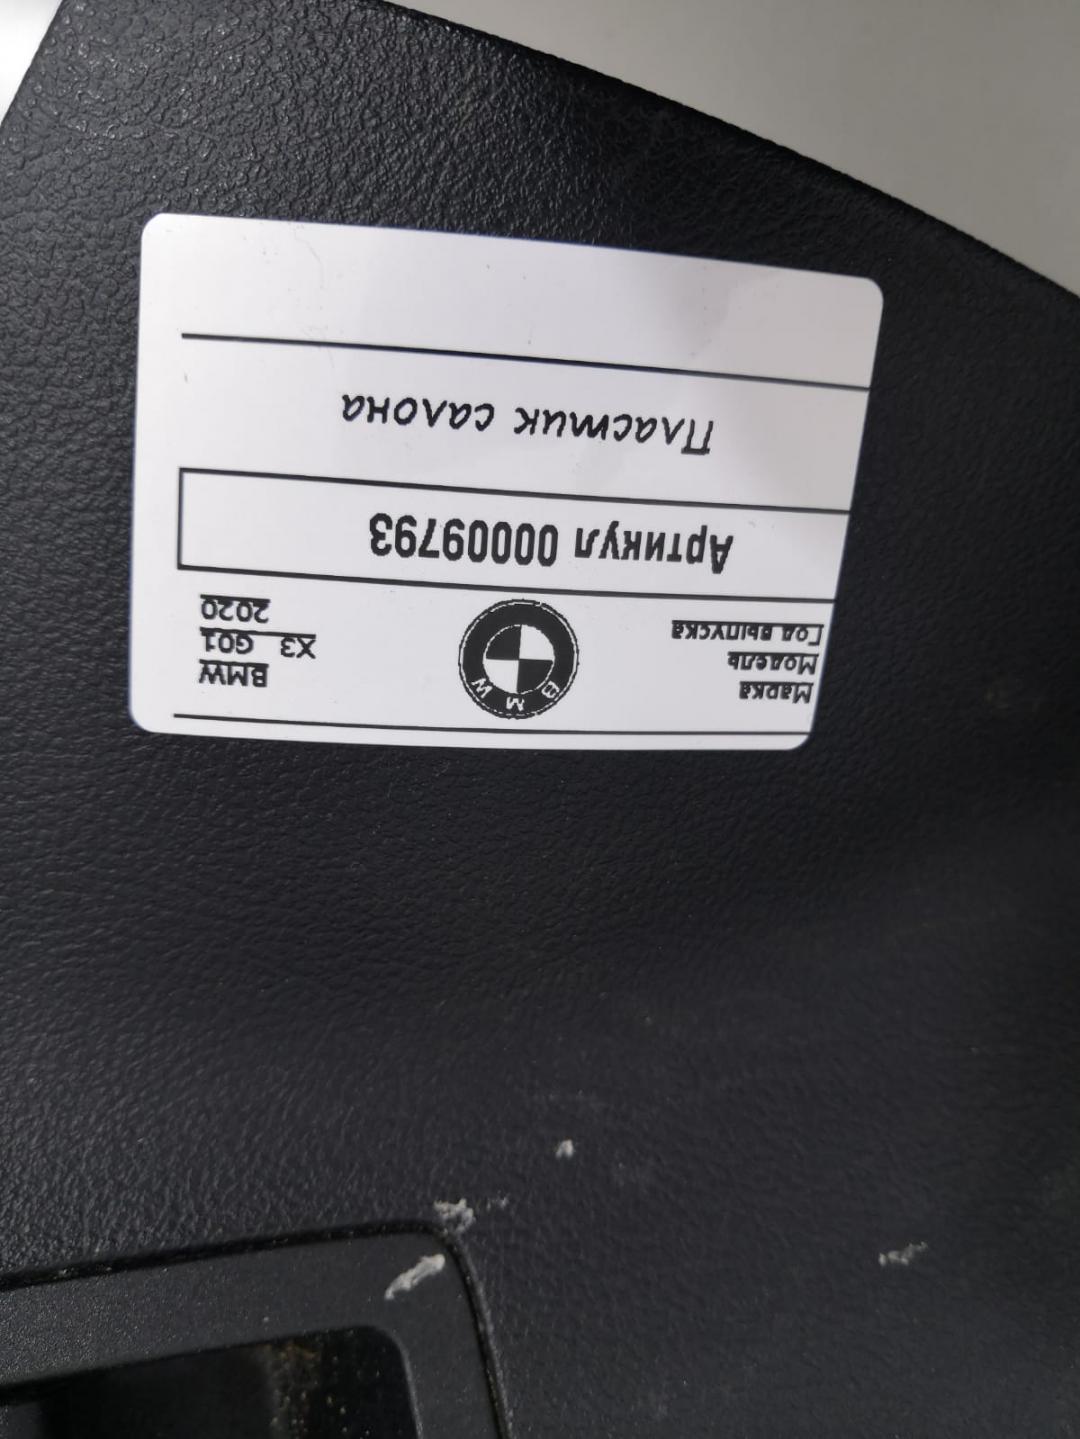 Марка BMW
Модель X3 G01
Год выпуска 2020
BMW
Артикул 00009793
Пластик салона